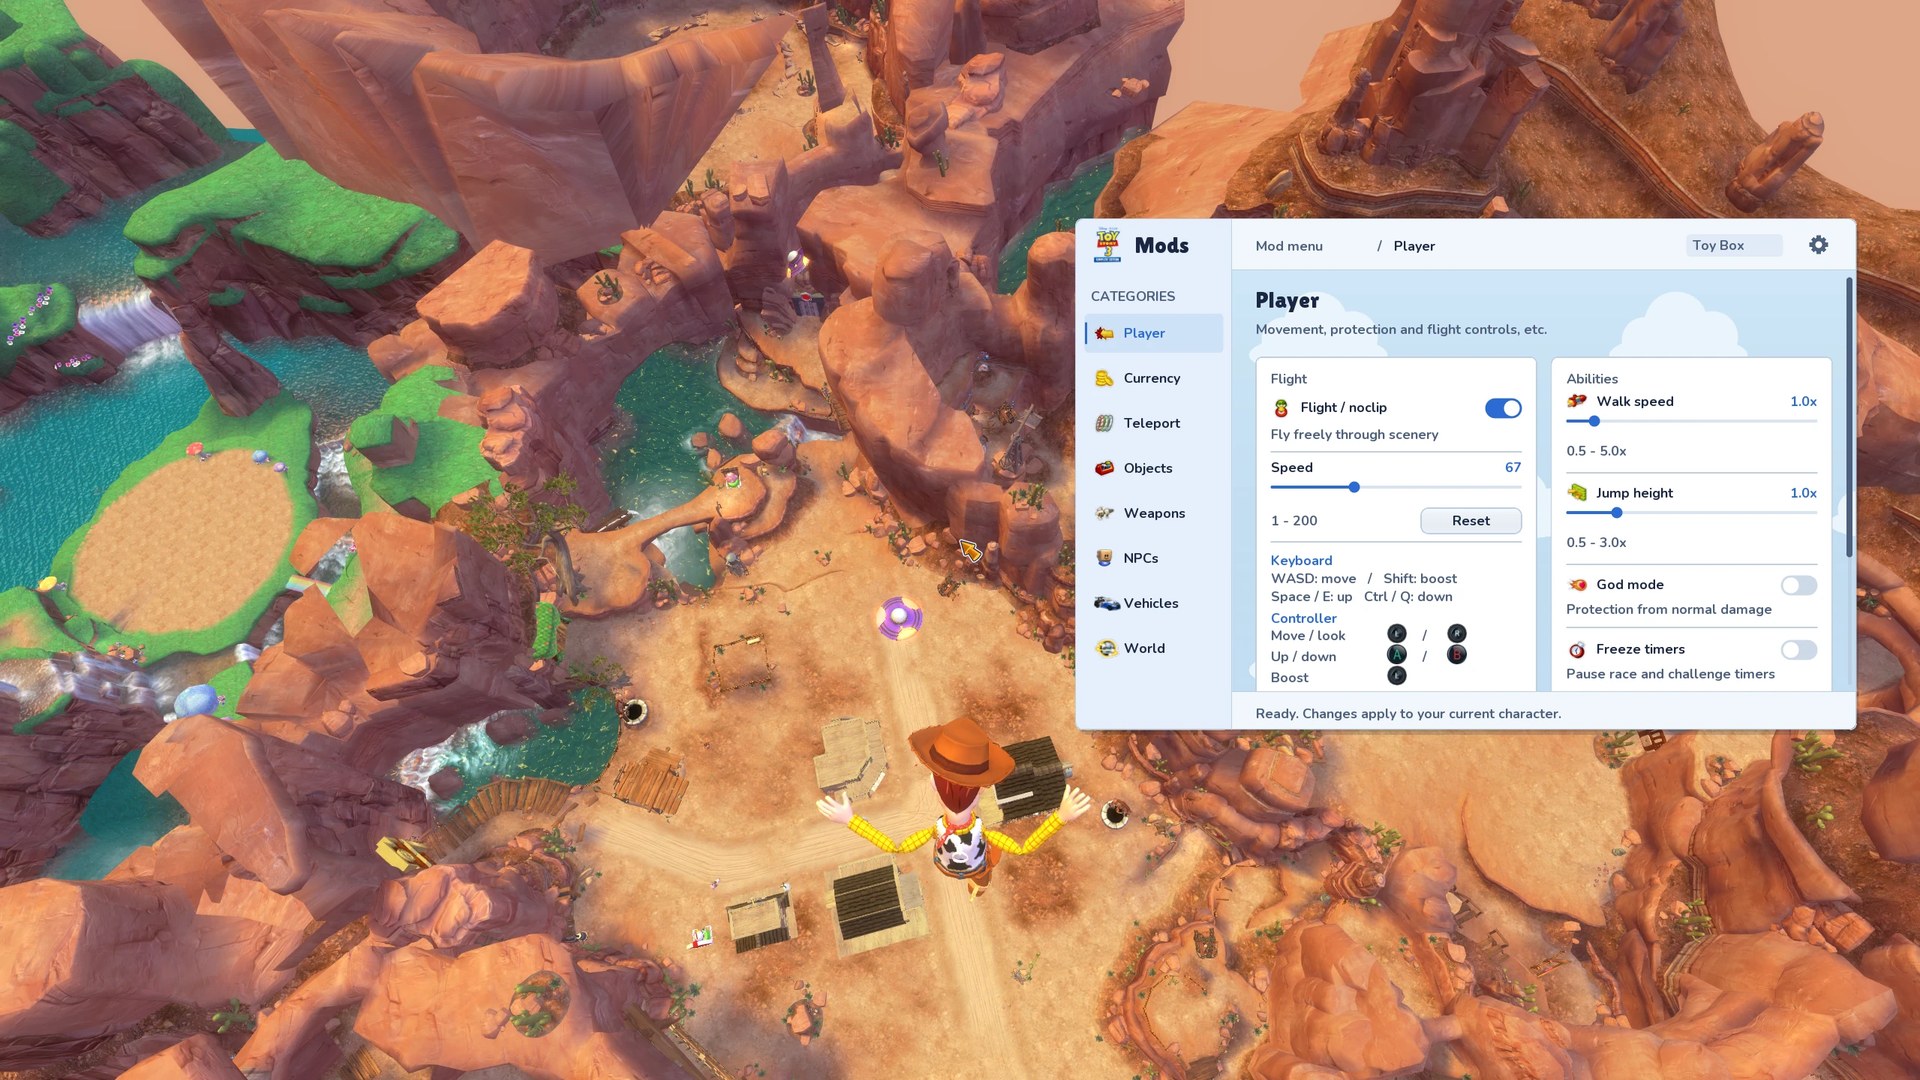 TOY
STORY
3
Mods
Mod menu / Player
Toy Box
CATEGORIES
Player
Currency
Teleport
Objects
Weapons
NPCs
Vehicles
World
Player
Movement, protection and flight controls, etc.
Flight
Flight / noclip
Fly freely through scenery
Speed 67
1 - 200 Reset
Keyboard
WASD: move / Shift: boost
Space / E: up Ctrl / Q: down
Controller
Move / look /
Up / down A / B
Boost
Abilities
Walk speed 1.0x
0.5 - 5.0x
Jump height 1.0x
0.5 - 3.0x
God mode
Protection from normal damage
Freeze timers
Pause race and challenge timers
Ready. Changes apply to your current character.